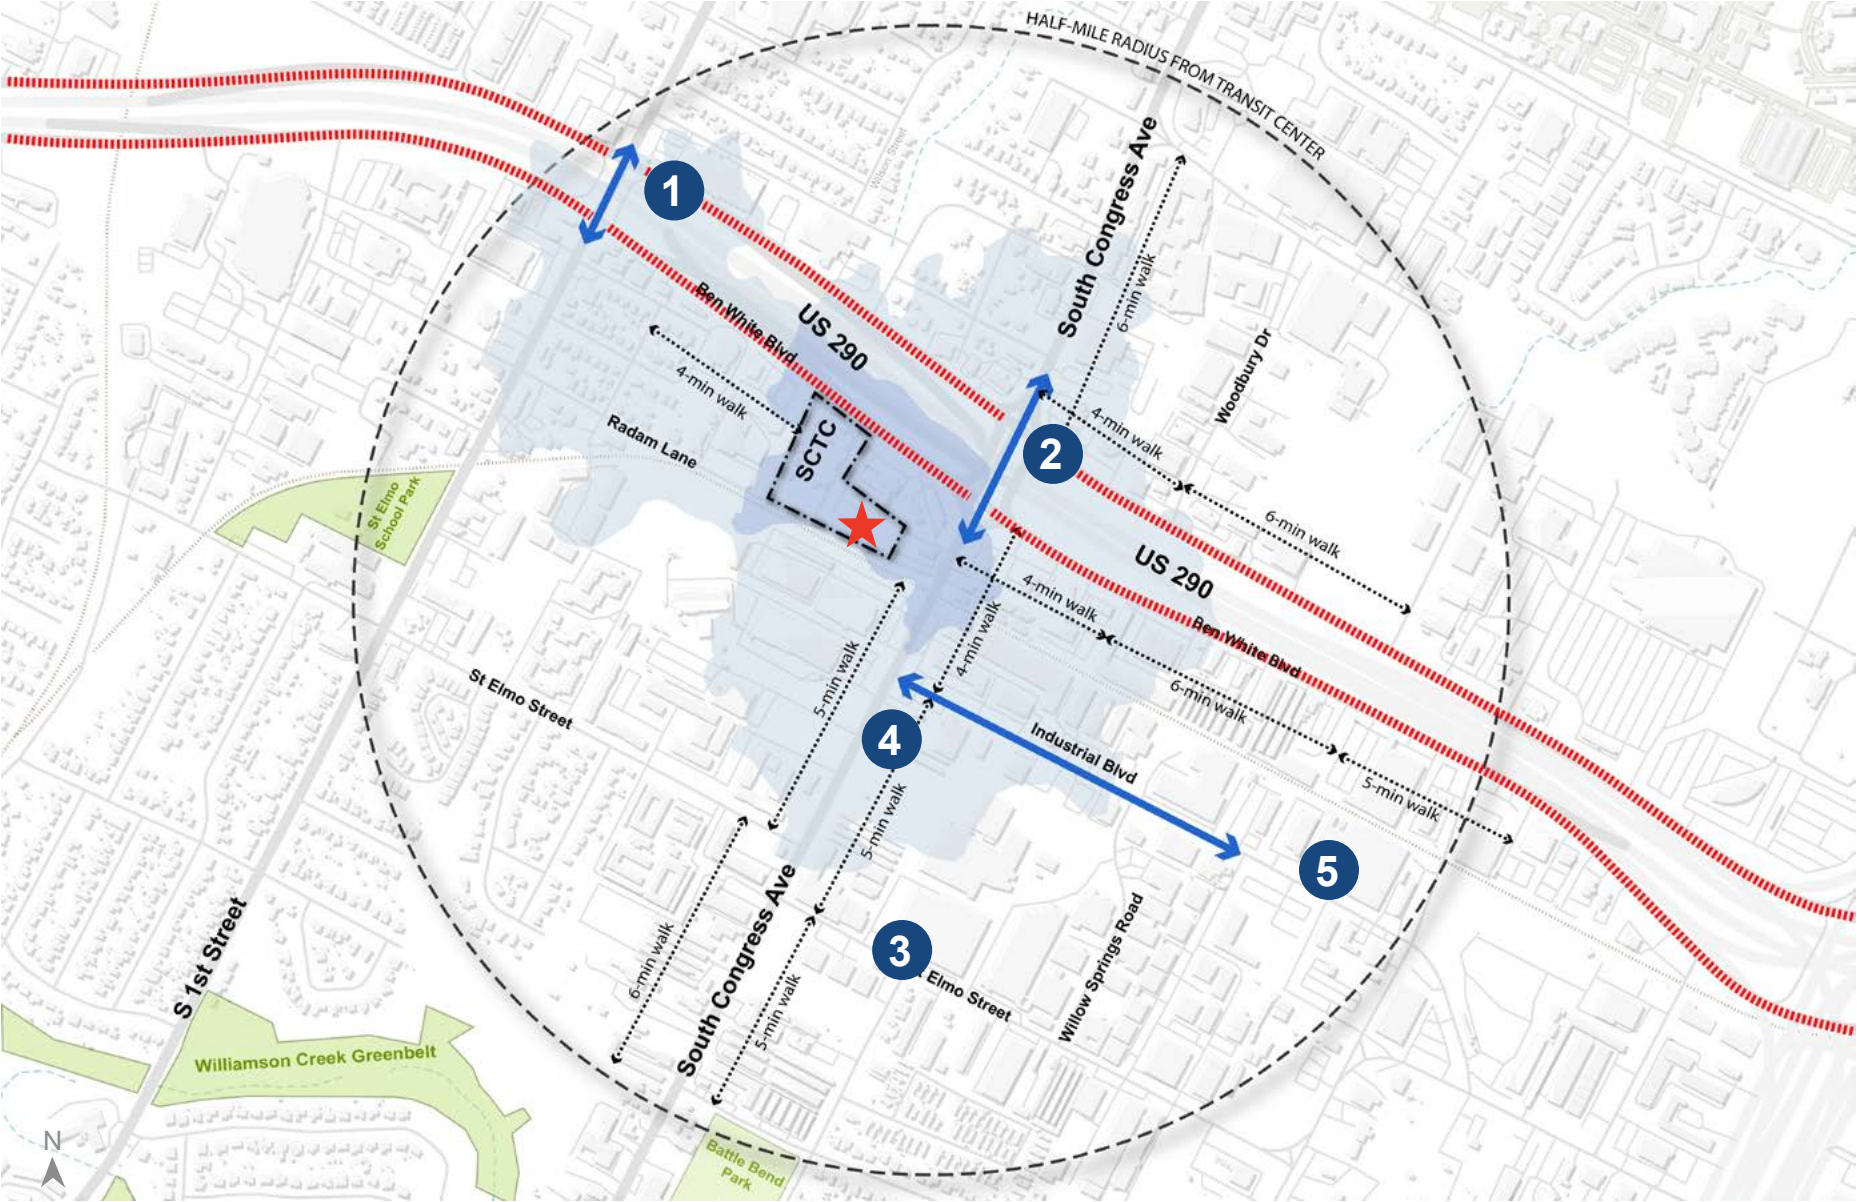 HALF-MILE RADIUS FROM TRANSIT CENTER
Wilson Street
South Congress Ave
6-min walk
1
Ben White Blvd
US 290
Woodbury Dr
4-min walk
Radam Lane
SCTC
4-min walk
2
6-min walk
St Elmo
School Park
US 290
4-min walk
Ben White Blvd
4-min walk
5-min walk
6-min walk
St Elmo Street
4
Industrial Blvd
5-min walk
5-min walk
5
South Congress Ave
S 1st Street
6-min walk
3
Elmo Street
Willow Springs Road
5-min walk
Williamson Creek Greenbelt
N
Battle Bend
Park